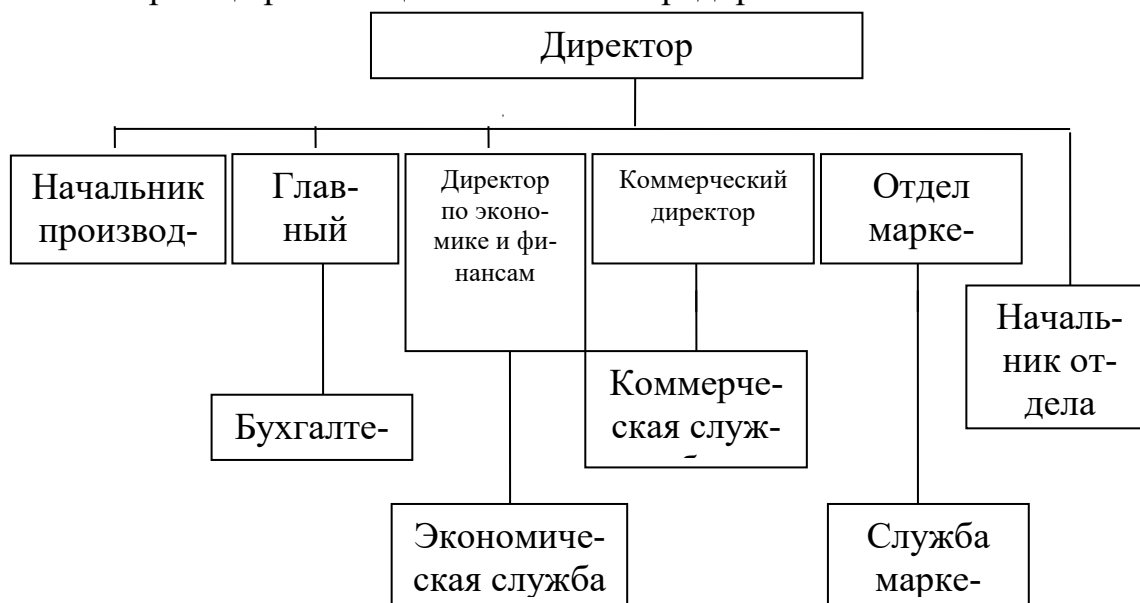 Директор
Начальник
производ-
Глав-
ный
Директор
по эконо-
мике и фи-
нансам
Коммерческий
директор
Отдел
марке-
Началь-
ник от-
дела
Бухгалте-
Коммерче-
ская служ-
Экономиче-
ская служба
Служба
марке-